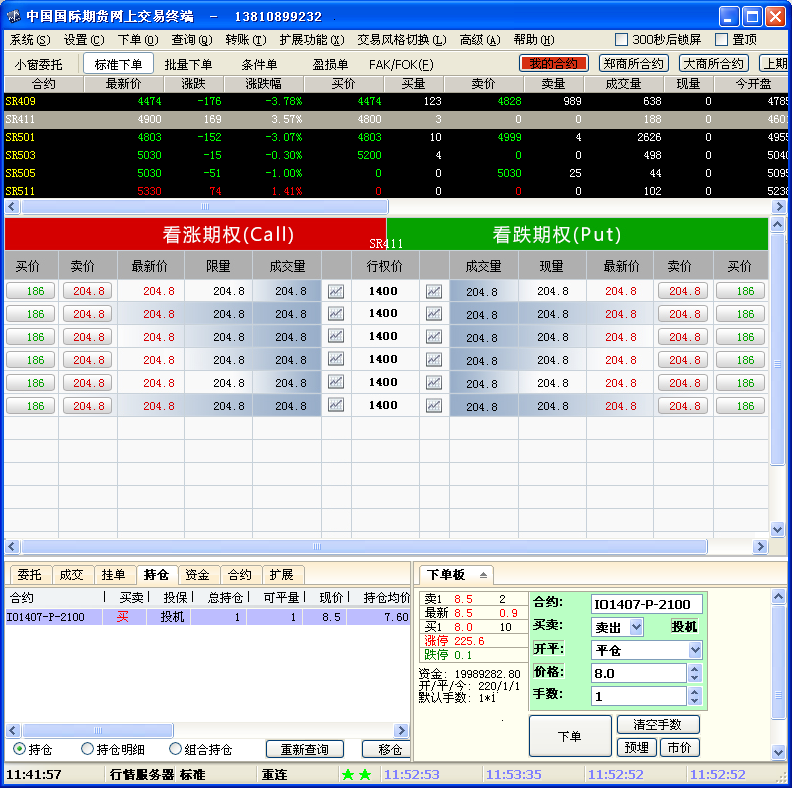 中国国际期货网上交易终端 - 13810899232
系统(S) 设置(C) 下单(O) 查询(Q) 转账(T) 扩展功能(X) 交易风格切换(L) 高级(A) 帮助(H) 300秒后锁屏 置顶
小窗委托 标准下单 批量下单 条件单 盈损单 FAK/FOK(E) 我的合约 郑商所合约 大商所合约 上期
合约 最新价 涨跌 涨跌幅 买价 买量 卖价 卖量 成交量 现量 今开盘
SR409 4474 -176 -3.78% 4474 123 4828 989 638 0 4785
SR411 4900 169 3.57% 4800 3 0 0 188 0 460
SR501 4803 -152 -3.07% 4803 10 4999 4 2626 0 4955
SR503 5030 -15 -0.30% 5200 4 0 0 498 0 5040
SR505 5030 -51 -1.00% 0 0 5030 25 44 0 5095
SR511 5330 74 1.41% 0 0 0 0 102 0 5238
看涨期权(Call) SR411 看跌期权(Put)
买价 卖价 最新价 限量 成交量 行权价 成交量 现量 最新价 卖价 买价
186 204.8 204.8 204.8 204.8 1400 204.8 204.8 204.8 204.8 186
186 204.8 204.8 204.8 204.8 1400 204.8 204.8 204.8 204.8 186
186 204.8 204.8 204.8 204.8 1400 204.8 204.8 204.8 204.8 186
186 204.8 204.8 204.8 204.8 1400 204.8 204.8 204.8 204.8 186
186 204.8 204.8 204.8 204.8 1400 204.8 204.8 204.8 204.8 186
186 204.8 204.8 204.8 204.8 1400 204.8 204.8 204.8 204.8 186
委托 成交 挂单 持仓 资金 合约 扩展
合约 买卖 投保 总持仓 可平量 现价 持仓均价
IO1407-P-2100 买 投机 1 1 8.5 7.60
持仓 持仓明细 组合持仓 重新查询 移仓
下单板
卖1 8.5 2
最新 8.5 0.9
买1 8.0 10
涨停 225.6
跌停 0.1
资金: 19989282.80
开/平/今: 220/1/1
默认手数: 1*1
合约: IO1407-P-2100
买卖: 卖出 投机
开平: 平仓
价格: 8.0
手数: 1
下单 清空手数
预埋 市价
11:41:57 行情服务器 标准 重连 ★ ★ 11:52:53 11:53:35 11:52:52 11:52:52